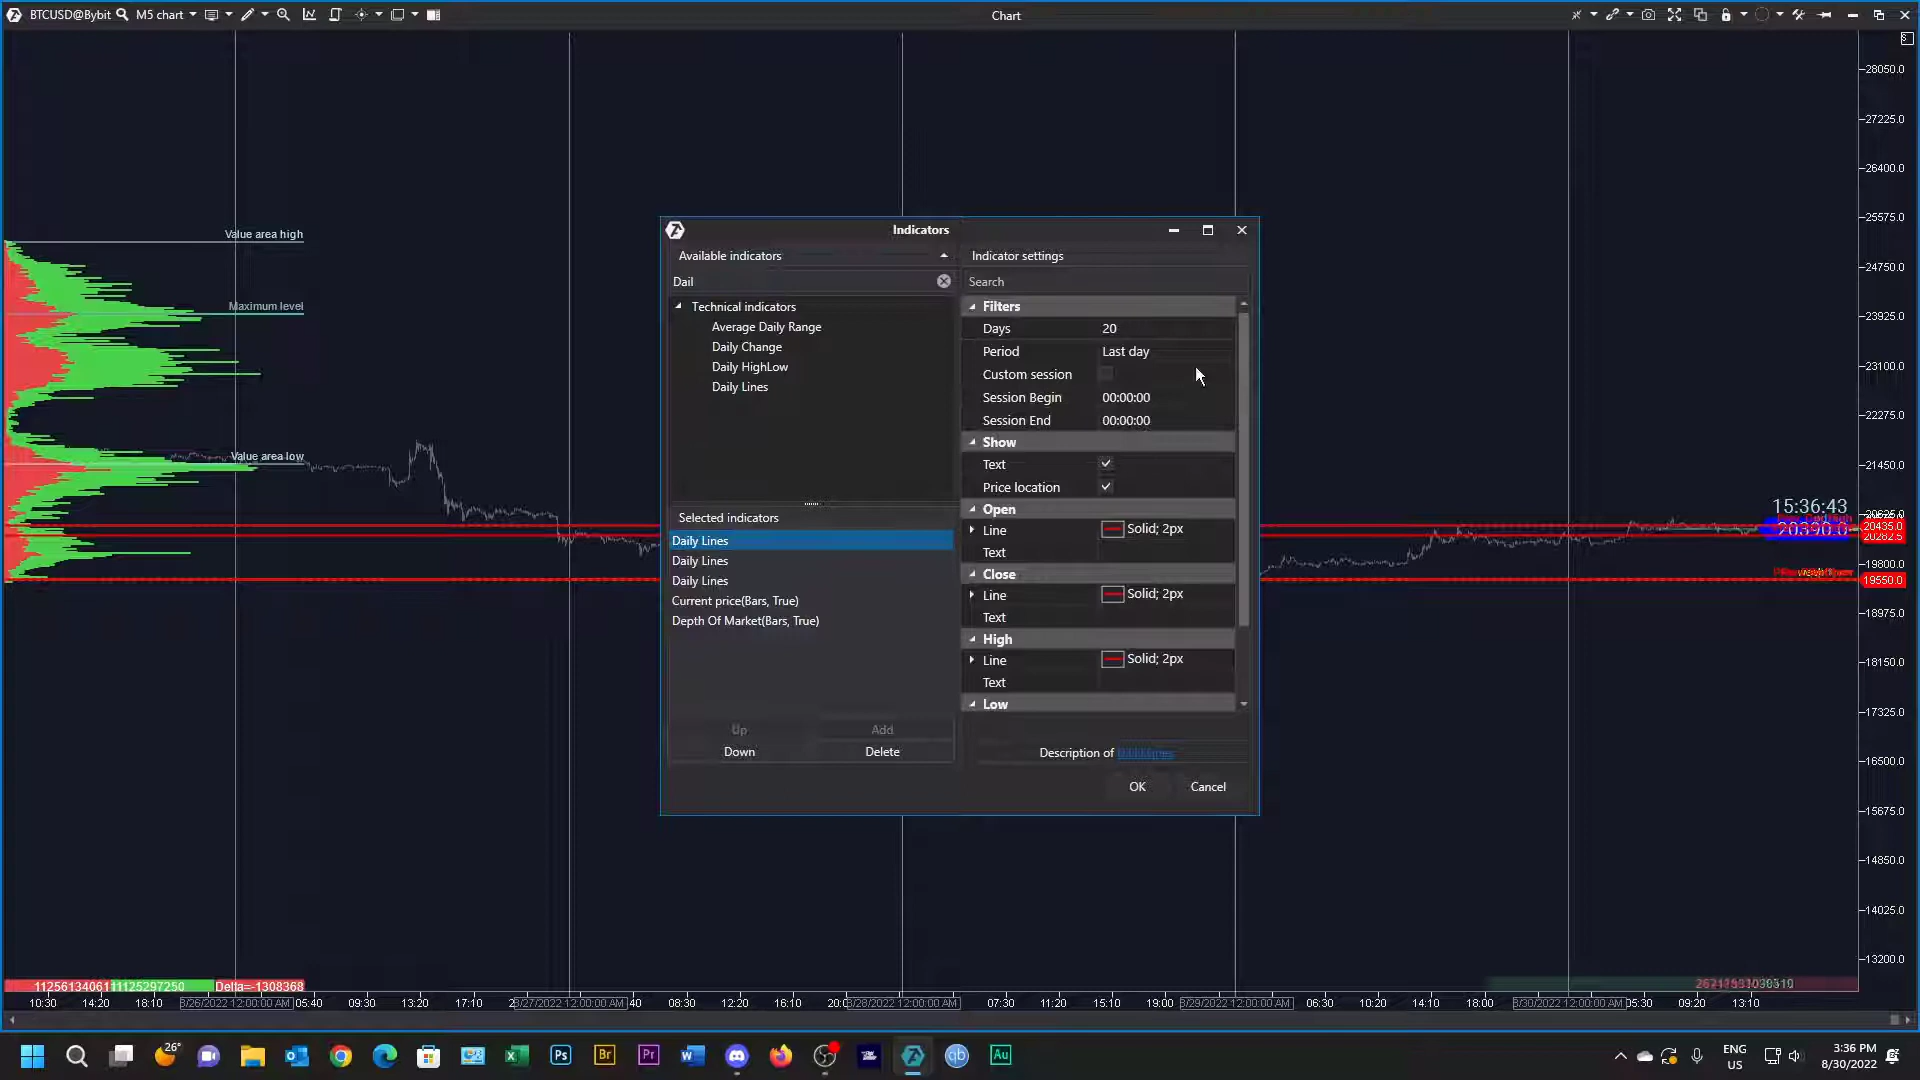 BTCUSD@Bybit M5 chart Chart
28050.0
27225.0
26400.0
25575.0
24750.0
23925.0
23100.0
22275.0
21450.0
20435.0
20282.5
19800.0
19550.0
18975.0
18150.0
17325.0
16500.0
15675.0
14850.0
14025.0
13200.0
Value area high
Maximum level
Value area low
15:36:43
20390.0
Indicators
Available indicators
Dail
Technical indicators
Average Daily Range
Daily Change
Daily HighLow
Daily Lines
Selected indicators
Daily Lines
Daily Lines
Daily Lines
Current price(Bars, True)
Depth Of Market(Bars, True)
Up Add
Down Delete
Indicator settings
Search
Filters
Days 20
Period Last day
Custom session
Session Begin 00:00:00
Session End 00:00:00
Show
Text
Price location
Open
Line Solid; 2px
Text
Close
Line Solid; 2px
Text
High
Line Solid; 2px
Text
Low
Description of
OK Cancel
Delta=-1308368
10:30 14:20 18:10 8/26/2022 12:00:00 AM 05:40 09:30 13:20 17:10 8/27/2022 12:00:00 AM 08:30 12:20 16:10 8/28/2022 12:00:00 AM 07:30 11:20 15:10 19:00 8/29/2022 12:00:00 AM 06:30 10:20 14:10 18:00 8/30/2022 12:00:00 AM 05:30 09:20 13:10
26°
Ps
Br
Pr
qb
Au
ENG
US
3:36 PM
8/30/2022